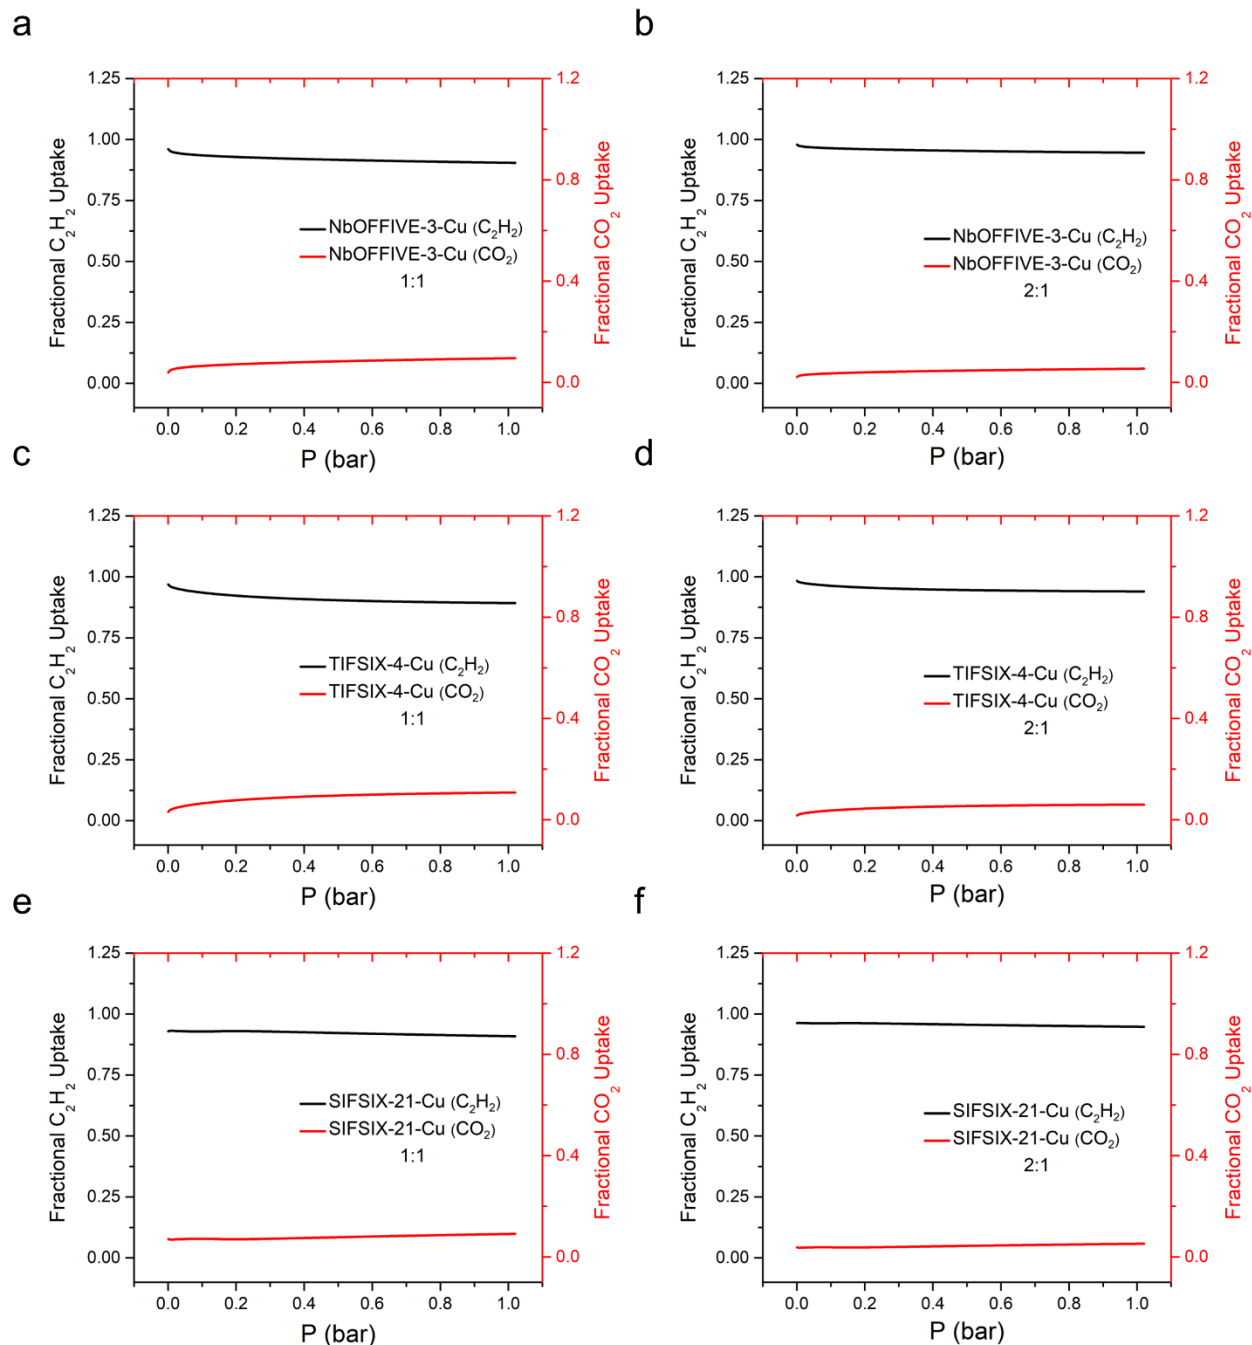 a
1.25
1.00
0.75
0.50
0.25
0.00
Fractional C₂H₂ Uptake
1.2
0.8
0.4
0.0
Fractional CO₂ Uptake
NbOFFIVE-3-Cu (C₂H₂)
NbOFFIVE-3-Cu (CO₂)
1:1
0.0 0.2 0.4 0.6 0.8 1.0
P (bar)
b
1.25
1.00
0.75
0.50
0.25
0.00
Fractional C₂H₂ Uptake
1.2
0.8
0.4
0.0
Fractional CO₂ Uptake
NbOFFIVE-3-Cu (C₂H₂)
NbOFFIVE-3-Cu (CO₂)
2:1
0.0 0.2 0.4 0.6 0.8 1.0
P (bar)
c
1.25
1.00
0.75
0.50
0.25
0.00
Fractional C₂H₂ Uptake
1.2
0.8
0.4
0.0
Fractional CO₂ Uptake
TIFSIX-4-Cu (C₂H₂)
TIFSIX-4-Cu (CO₂)
1:1
0.0 0.2 0.4 0.6 0.8 1.0
P (bar)
d
1.25
1.00
0.75
0.50
0.25
0.00
Fractional C₂H₂ Uptake
1.2
0.8
0.4
0.0
Fractional CO₂ Uptake
TIFSIX-4-Cu (C₂H₂)
TIFSIX-4-Cu (CO₂)
2:1
0.0 0.2 0.4 0.6 0.8 1.0
P (bar)
e
1.25
1.00
0.75
0.50
0.25
0.00
Fractional C₂H₂ Uptake
1.2
0.8
0.4
0.0
Fractional CO₂ Uptake
SIFSIX-21-Cu (C₂H₂)
SIFSIX-21-Cu (CO₂)
1:1
0.0 0.2 0.4 0.6 0.8 1.0
P (bar)
f
1.25
1.00
0.75
0.50
0.25
0.00
Fractional C₂H₂ Uptake
1.2
0.8
0.4
0.0
Fractional CO₂ Uptake
SIFSIX-21-Cu (C₂H₂)
SIFSIX-21-Cu (CO₂)
2:1
0.0 0.2 0.4 0.6 0.8 1.0
P (bar)